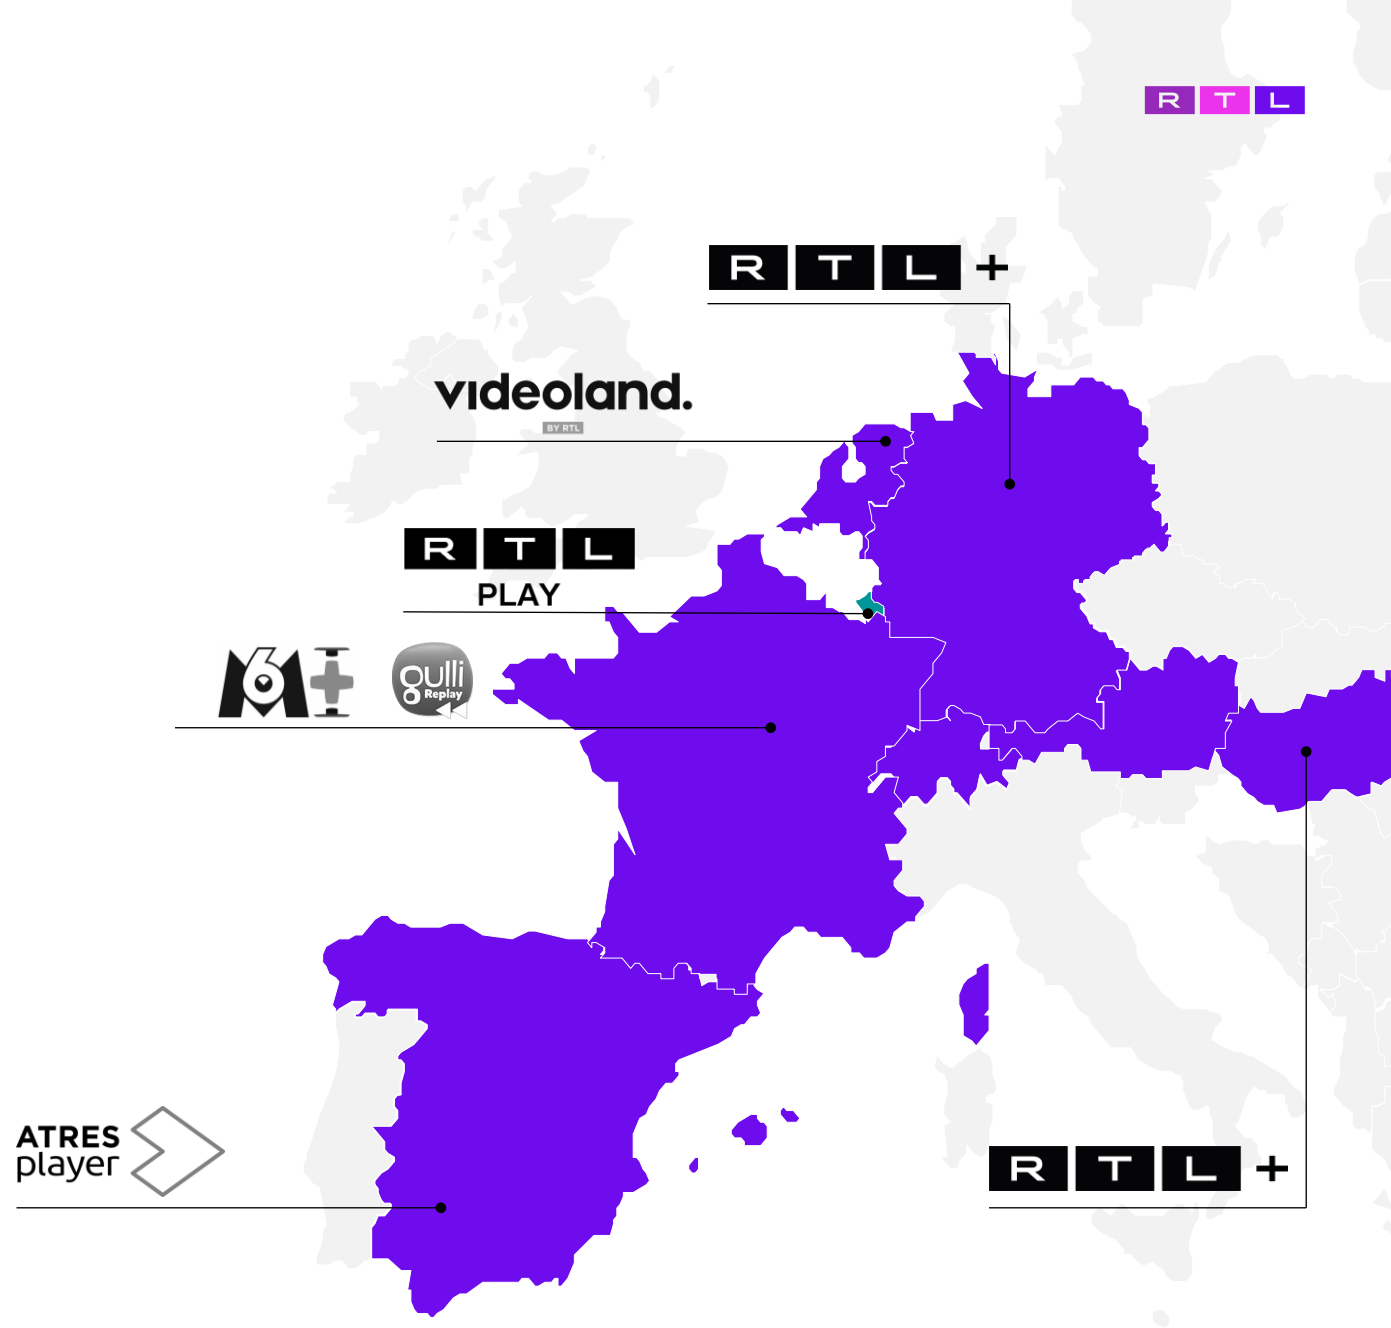 RTL
RTL +
videoland.
BY RTL
RTL
PLAY
M6+
gulli
Replay
ATRES
player
RTL +